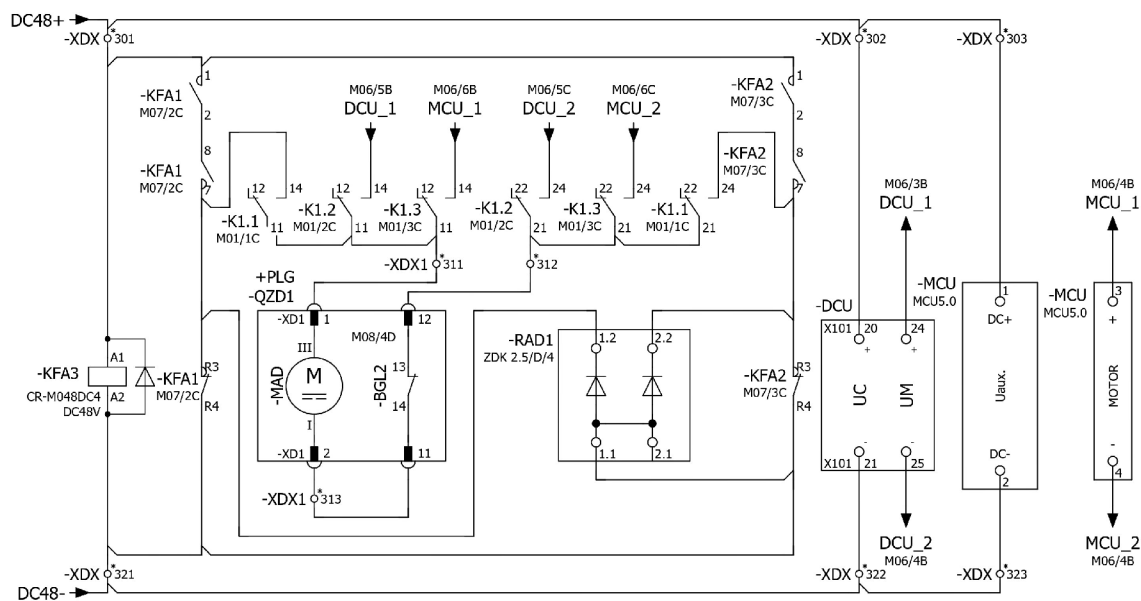 DC48+
-XDX
*301
-XDX
*302
-XDX
*303
-KFA1
M07/2C
1
2
-KFA1
M07/2C
8
7
M06/5B
DCU_1
M06/6B
MCU_1
M06/5C
DCU_2
M06/6C
MCU_2
-KFA2
M07/3C
1
2
-KFA2
M07/3C
8
7
12
14
11
-K1.1
M01/1C
12
14
11
-K1.2
M01/2C
12
14
11
-K1.3
M01/3C
22
24
21
-K1.2
M01/2C
22
24
21
-K1.3
M01/3C
22
24
21
-K1.1
M01/1C
M06/3B
DCU_1
M06/4B
MCU_1
-XDX1
*311
*312
+PLG
-QZD1
-XD1
1
12
M08/4D
III
M
-MAD
I
13
-BGL2
14
-XD1
2
11
-XDX1
*313
-KFA3
CR-M048DC4
DC48V
A1
A2
-KFA1
M07/2C
R3
R4
-RAD1
ZDK 2.5/D/4
1.2
2.2
1.1
2.1
-KFA2
M07/3C
R3
R4
-DCU
X101
20
24
+
+
UC
UM
-
-
X101
21
25
-MCU
MCU5.0
1
DC+
Uaux.
DC-
2
-MCU
MCU5.0
3
+
MOTOR
-
4
DCU_2
M06/4B
MCU_2
M06/4B
-XDX
*321
-XDX
*322
-XDX
*323
DC48-